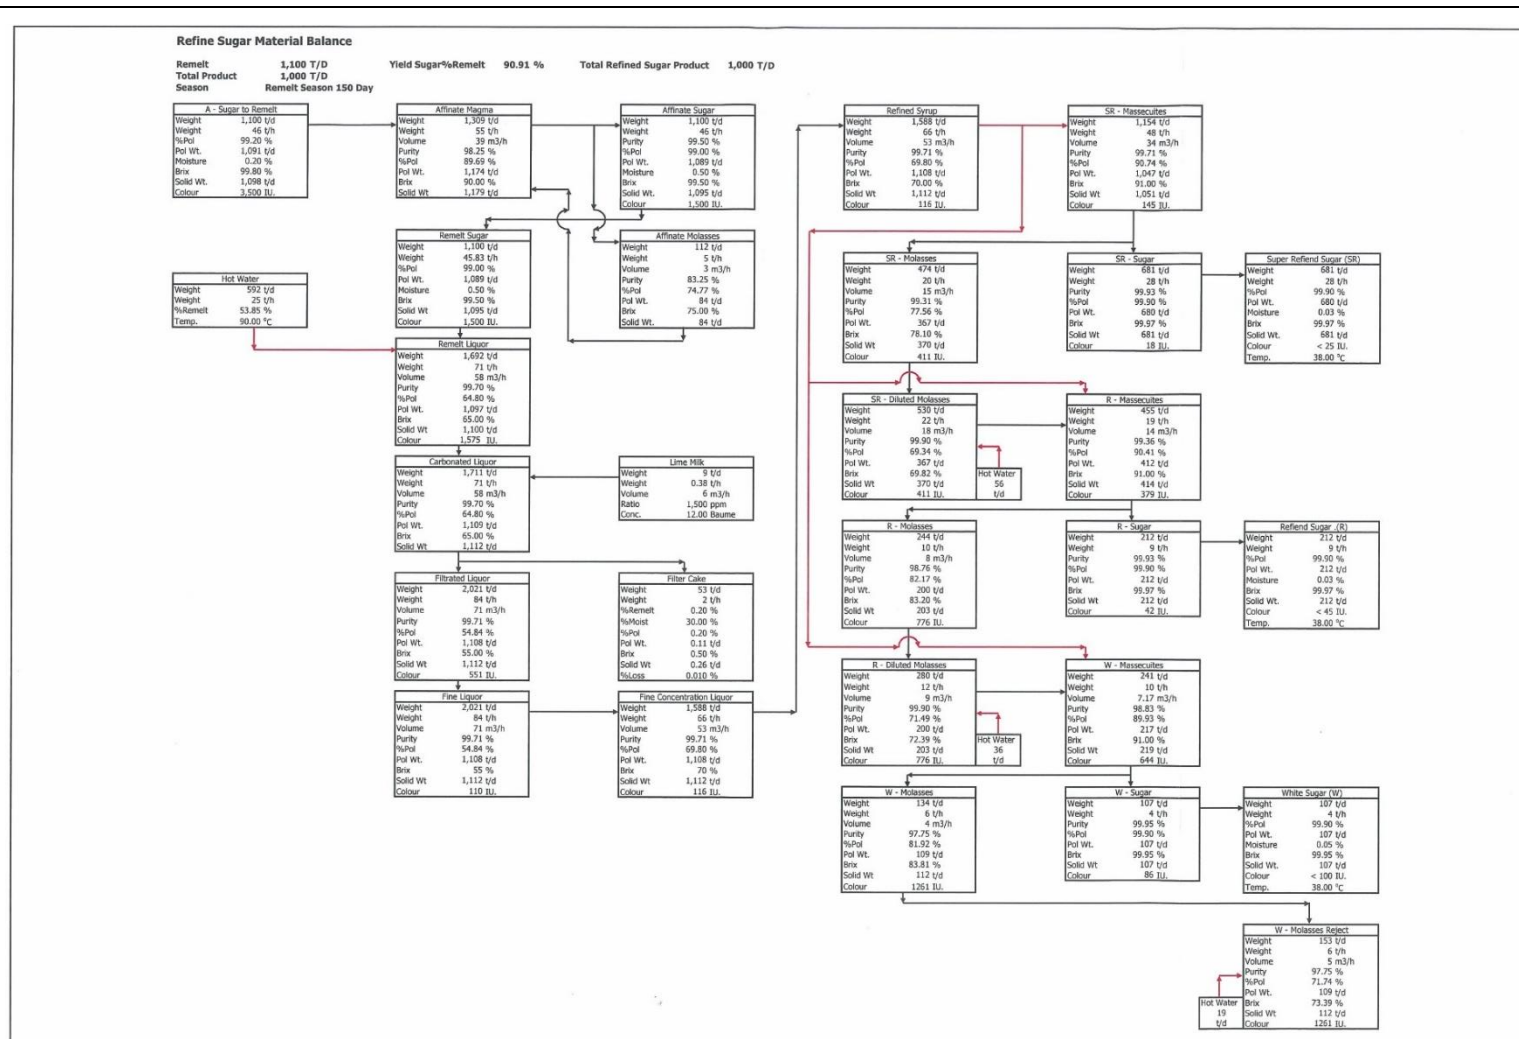 Refine Sugar Material Balance
Remelt 1,100 T/D Yield Sugar%Remelt 90.91 % Total Refined Sugar Product 1,000 T/D
Total Product 1,000 T/D
Season Remelt Season 150 Day
A - Sugar to Remelt
Weight 1,100 t/d
Weight 46 t/h
%Pol 99.20 %
Pol Wt. 1,091 t/d
Moisture 0.20 %
Brix 99.80 %
Solid Wt. 1,098 t/d
Colour 3,500 IU.
Affinate Magma
Weight 1,309 t/d
Weight 55 t/h
Volume 39 m3/h
Purity 98.25 %
%Pol 89.69 %
Pol Wt. 1,174 t/d
Brix 90.00 %
Solid Wt 1,179 t/d
Affinate Sugar
Weight 1,100 t/d
Weight 46 t/h
Purity 99.50 %
%Pol 99.00 %
Pol Wt. 1,089 t/d
Moisture 0.50 %
Brix 99.50 %
Solid Wt. 1,095 t/d
Colour 1,500 IU.
Remelt Sugar
Weight 1,100 t/d
Weight 45.83 t/h
%Pol 99.00 %
Pol Wt. 1,089 t/d
Moisture 0.50 %
Brix 99.50 %
Solid Wt 1,095 t/d
Colour 1,500 IU.
Affinate Molasses
Weight 112 t/d
Weight 5 t/h
Volume 3 m3/h
Purity 83.25 %
%Pol 74.77 %
Pol Wt. 84 t/d
Brix 75.00 %
Solid Wt. 84 t/d
Hot Water
Weight 592 t/d
Weight 25 t/h
%Remelt 53.85 %
Temp. 90.00 °C
Remelt Liquor
Weight 1,692 t/d
Weight 71 t/h
Volume 58 m3/h
Purity 99.70 %
%Pol 64.80 %
Pol Wt. 1,097 t/d
Brix 65.00 %
Solid Wt 1,100 t/d
Colour 1,575 IU.
Carbonated Liquor
Weight 1,711 t/d
Weight 71 t/h
Volume 58 m3/h
Purity 99.70 %
%Pol 64.80 %
Pol Wt. 1,109 t/d
Brix 65.00 %
Solid Wt 1,112 t/d
Lime Milk
Weight 9 t/d
Weight 0.38 t/h
Volume 6 m3/h
Ratio 1,500 ppm
Conc. 12.00 Baume
Filtrated Liquor
Weight 2,021 t/d
Weight 84 t/h
Volume 71 m3/h
Purity 99.71 %
%Pol 54.84 %
Pol Wt. 1,108 t/d
Brix 55.00 %
Solid Wt 1,112 t/d
Colour 551 IU.
Filter Cake
Weight 53 t/d
Weight 2 t/h
%Remelt 0.20 %
%Moist 30.00 %
%Pol 0.20 %
Pol Wt. 0.11 t/d
Brix 0.50 %
Solid Wt 0.26 t/d
%Loss 0.010 %
Fine Liquor
Weight 2,021 t/d
Weight 84 t/h
Volume 71 m3/h
Purity 99.71 %
%Pol 54.84 %
Pol Wt. 1,108 t/d
Brix 55 %
Solid Wt 1,112 t/d
Colour 110 IU.
Fine Concentration Liquor
Weight 1,588 t/d
Weight 66 t/h
Volume 53 m3/h
Purity 99.71 %
%Pol 69.80 %
Pol Wt. 1,108 t/d
Brix 70 %
Solid Wt 1,112 t/d
Colour 116 IU.
Refined Syrup
Weight 1,588 t/d
Weight 66 t/h
Volume 53 m3/h
Purity 99.71 %
%Pol 69.80 %
Pol Wt. 1,108 t/d
Brix 70.00 %
Solid Wt. 1,112 t/d
Colour 116 IU.
SR - Massecuites
Weight 1,154 t/d
Weight 48 t/h
Volume 34 m3/h
Purity 99.71 %
%Pol 90.74 %
Pol Wt. 1,047 t/d
Brix 91.00 %
Solid Wt. 1,051 t/d
Colour 145 IU.
SR - Molasses
Weight 474 t/d
Weight 20 t/h
Volume 15 m3/h
Purity 99.31 %
%Pol 77.56 %
Pol Wt. 367 t/d
Brix 78.10 %
Solid Wt 370 t/d
Colour 411 IU.
SR - Sugar
Weight 681 t/d
Weight 28 t/h
Purity 99.93 %
%Pol 99.90 %
Pol Wt. 680 t/d
Brix 99.97 %
Solid Wt 681 t/d
Colour 18 IU.
Super Refiend Sugar (SR)
Weight 681 t/d
Weight 28 t/h
%Pol 99.90 %
Pol Wt. 680 t/d
Moisture 0.03 %
Brix 99.97 %
Solid Wt. 681 t/d
Colour < 25 IU.
Temp. 38.00 °C
SR - Diluted Molasses
Weight 530 t/d
Weight 22 t/h
Volume 18 m3/h
Purity 99.90 %
%Pol 69.34 %
Pol Wt. 367 t/d
Brix 69.82 %
Solid Wt 370 t/d
Colour 411 IU.
Hot Water
56
t/d
R - Massecuites
Weight 455 t/d
Weight 19 t/h
Volume 14 m3/h
Purity 99.36 %
%Pol 90.41 %
Pol Wt. 412 t/d
Brix 91.00 %
Solid Wt 414 t/d
Colour 379 IU.
R - Molasses
Weight 244 t/d
Weight 10 t/h
Volume 8 m3/h
Purity 98.76 %
%Pol 82.17 %
Pol Wt. 200 t/d
Brix 83.20 %
Solid Wt 203 t/d
Colour 776 IU.
R - Sugar
Weight 212 t/d
Weight 9 t/h
Purity 99.93 %
%Pol 99.90 %
Pol Wt. 212 t/d
Brix 99.97 %
Solid Wt 212 t/d
Colour 42 IU.
Refiend Sugar .(R)
Weight 212 t/d
Weight 9 t/h
%Pol 99.90 %
Pol Wt. 212 t/d
Moisture 0.03 %
Brix 99.97 %
Solid Wt. 212 t/d
Colour < 45 IU.
Temp. 38.00 °C
R - Diluted Molasses
Weight 280 t/d
Weight 12 t/h
Volume 9 m3/h
Purity 99.90 %
%Pol 71.49 %
Pol Wt. 200 t/d
Brix 72.39 %
Solid Wt 203 t/d
Colour 776 IU.
Hot Water
36
t/d
W - Massecuites
Weight 241 t/d
Weight 10 t/h
Volume 7.17 m3/h
Purity 98.83 %
%Pol 89.93 %
Pol Wt. 217 t/d
Brix 91.00 %
Solid Wt 219 t/d
Colour 644 IU.
W - Molasses
Weight 134 t/d
Weight 6 t/h
Volume 4 m3/h
Purity 97.75 %
%Pol 81.92 %
Pol Wt. 109 t/d
Brix 83.81 %
Solid Wt 112 t/d
Colour 1261 IU.
W - Sugar
Weight 107 t/d
Weight 4 t/h
Purity 99.95 %
%Pol 99.90 %
Pol Wt. 107 t/d
Brix 99.95 %
Solid Wt 107 t/d
Colour 86 IU.
White Sugar (W)
Weight 107 t/d
Weight 4 t/h
%Pol 99.90 %
Pol Wt. 107 t/d
Moisture 0.05 %
Brix 99.95 %
Solid Wt. 107 t/d
Colour < 100 IU.
Temp. 38.00 °C
W - Molasses Reject
Weight 153 t/d
Weight 6 t/h
Volume 5 m3/h
Purity 97.75 %
%Pol 71.74 %
Pol Wt. 109 t/d
Brix 73.39 %
Solid Wt 112 t/d
Colour 1261 IU.
Hot Water
19
t/d